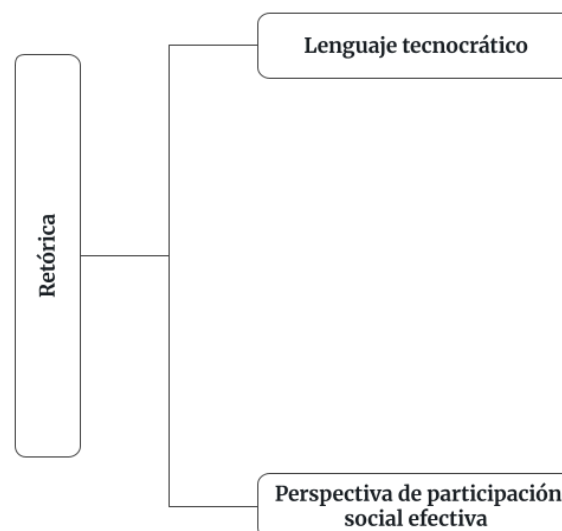 Lenguaje tecnocrático
Retórica
Perspectiva de participación
social efectiva